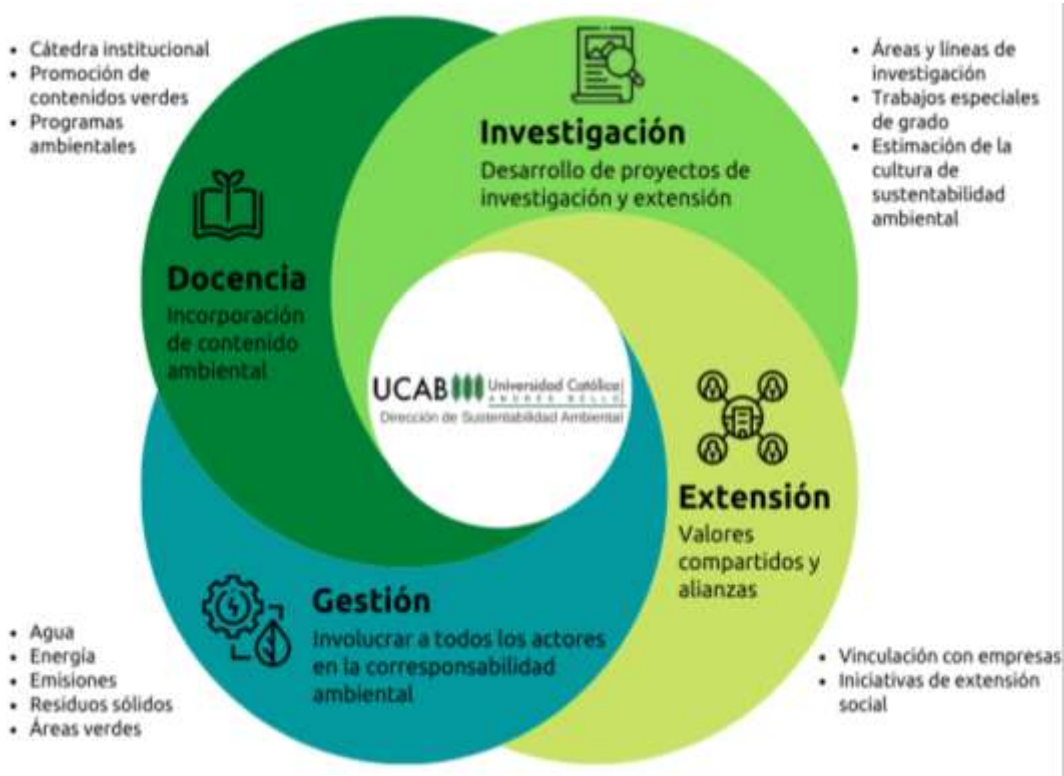 • Cátedra institucional
• Promoción de
contenidos verdes
• Programas
ambientales
Docencia
Incorporación
de contenido
ambiental
Investigación
Desarrollo de proyectos de
investigación y extensión
• Áreas y líneas de
investigación
• Trabajos especiales
de grado
• Estimación de la
cultura de
sustentabilidad
ambiental
UCAB Universidad Católica
ANDRÉS BELLO
Dirección de Sustentabilidad Ambiental
Extensión
Valores
compartidos y
alianzas
• Vinculación con empresas
• Iniciativas de extensión
social
Gestión
Involucrar a todos los actores
en la corresponsabilidad
ambiental
• Agua
• Energía
• Emisiones
• Residuos sólidos
• Áreas verdes